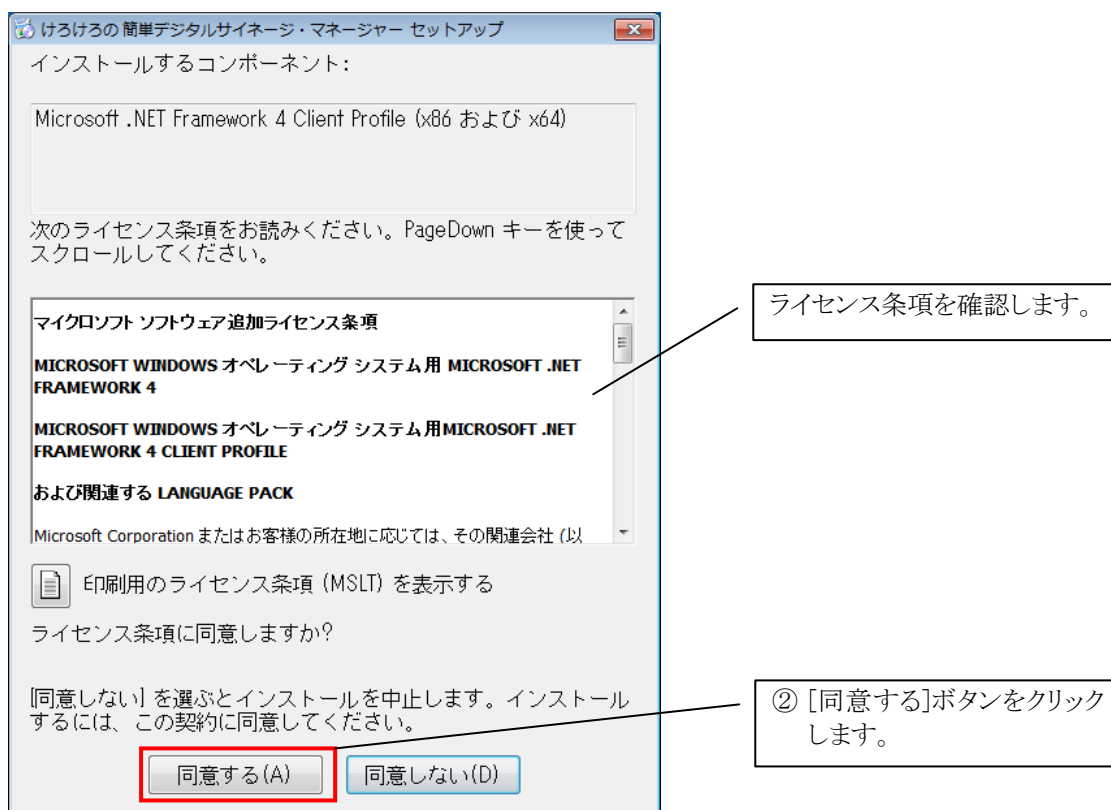 けろけろの 簡単デジタルサイネージ・マネージャー セットアップ
インストールするコンポーネント:
Microsoft .NET Framework 4 Client Profile (x86 および x64)
次のライセンス条項をお読みください。PageDown キーを使って
スクロールしてください。
マイクロソフト ソフトウェア追加ライセンス条項
MICROSOFT WINDOWS オペレーティング システム用 MICROSOFT .NET
FRAMEWORK 4
MICROSOFT WINDOWS オペレーティング システム用MICROSOFT .NET
FRAMEWORK 4 CLIENT PROFILE
および関連する LANGUAGE PACK
Microsoft Corporation またはお客様の所在地に応じては、その関連会社 (以
ライセンス条項を確認します。
印刷用のライセンス条項 (MSLT) を表示する
ライセンス条項に同意しますか?
[同意しない] を選ぶとインストールを中止します。インストール
するには、この契約に同意してください。
同意する(A)
同意しない(D)
② [同意する]ボタンをクリック
します。